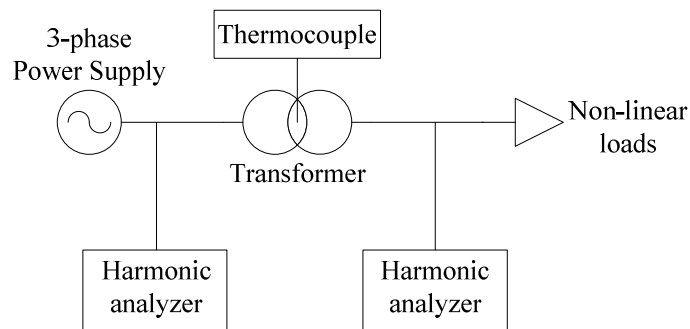 Thermocouple
3-phase
Power Supply
Non-linear
loads
Transformer
Harmonic
analyzer
Harmonic
analyzer